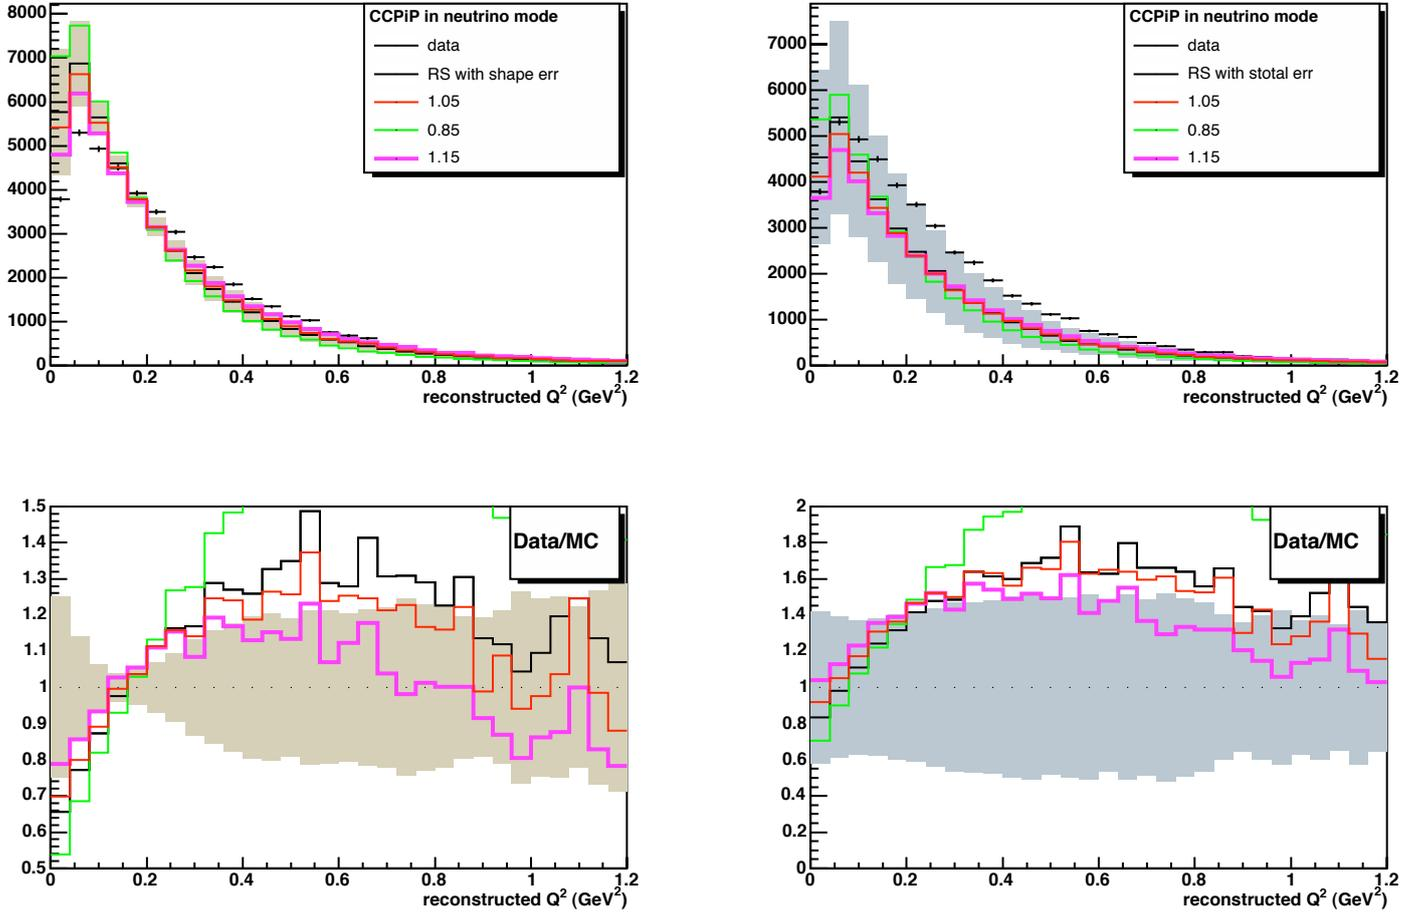 8000
7000
6000
5000
4000
3000
2000
1000
0
CCPiP in neutrino mode
data
RS with shape err
1.05
0.85
1.15
0 0.2 0.4 0.6 0.8 1 1.2
reconstructed Q² (GeV²)
7000
6000
5000
4000
3000
2000
1000
0
CCPiP in neutrino mode
data
RS with stotal err
1.05
0.85
1.15
0 0.2 0.4 0.6 0.8 1 1.2
reconstructed Q² (GeV²)
1.5
1.4
1.3
1.2
1.1
1
0.9
0.8
0.7
0.6
0.5
Data/MC
0 0.2 0.4 0.6 0.8 1 1.2
reconstructed Q² (GeV²)
2
1.8
1.6
1.4
1.2
1
0.8
0.6
0.4
0.2
0
Data/MC
0 0.2 0.4 0.6 0.8 1 1.2
reconstructed Q² (GeV²)